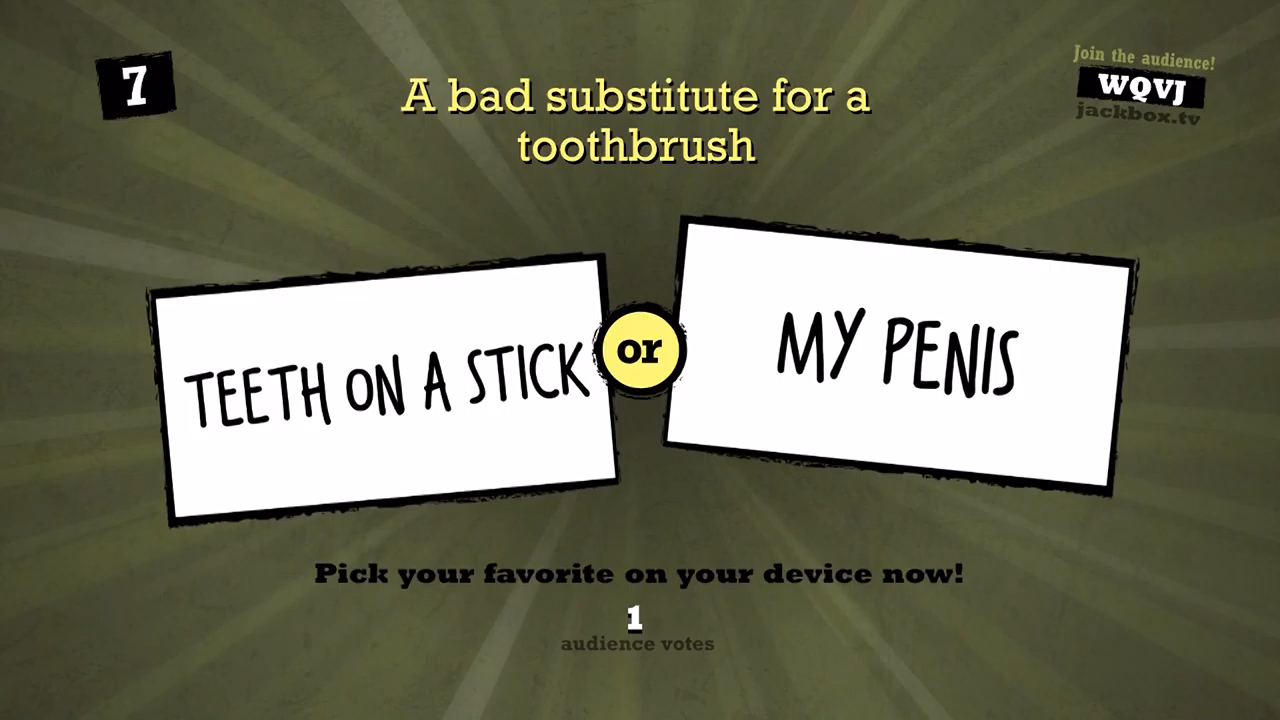 7
A bad substitute for a
toothbrush
Join the audience!
WQVJ
jackbox.tv
TEETH ON A STICK
or
MY PENIS
Pick your favorite on your device now!
1
audience votes